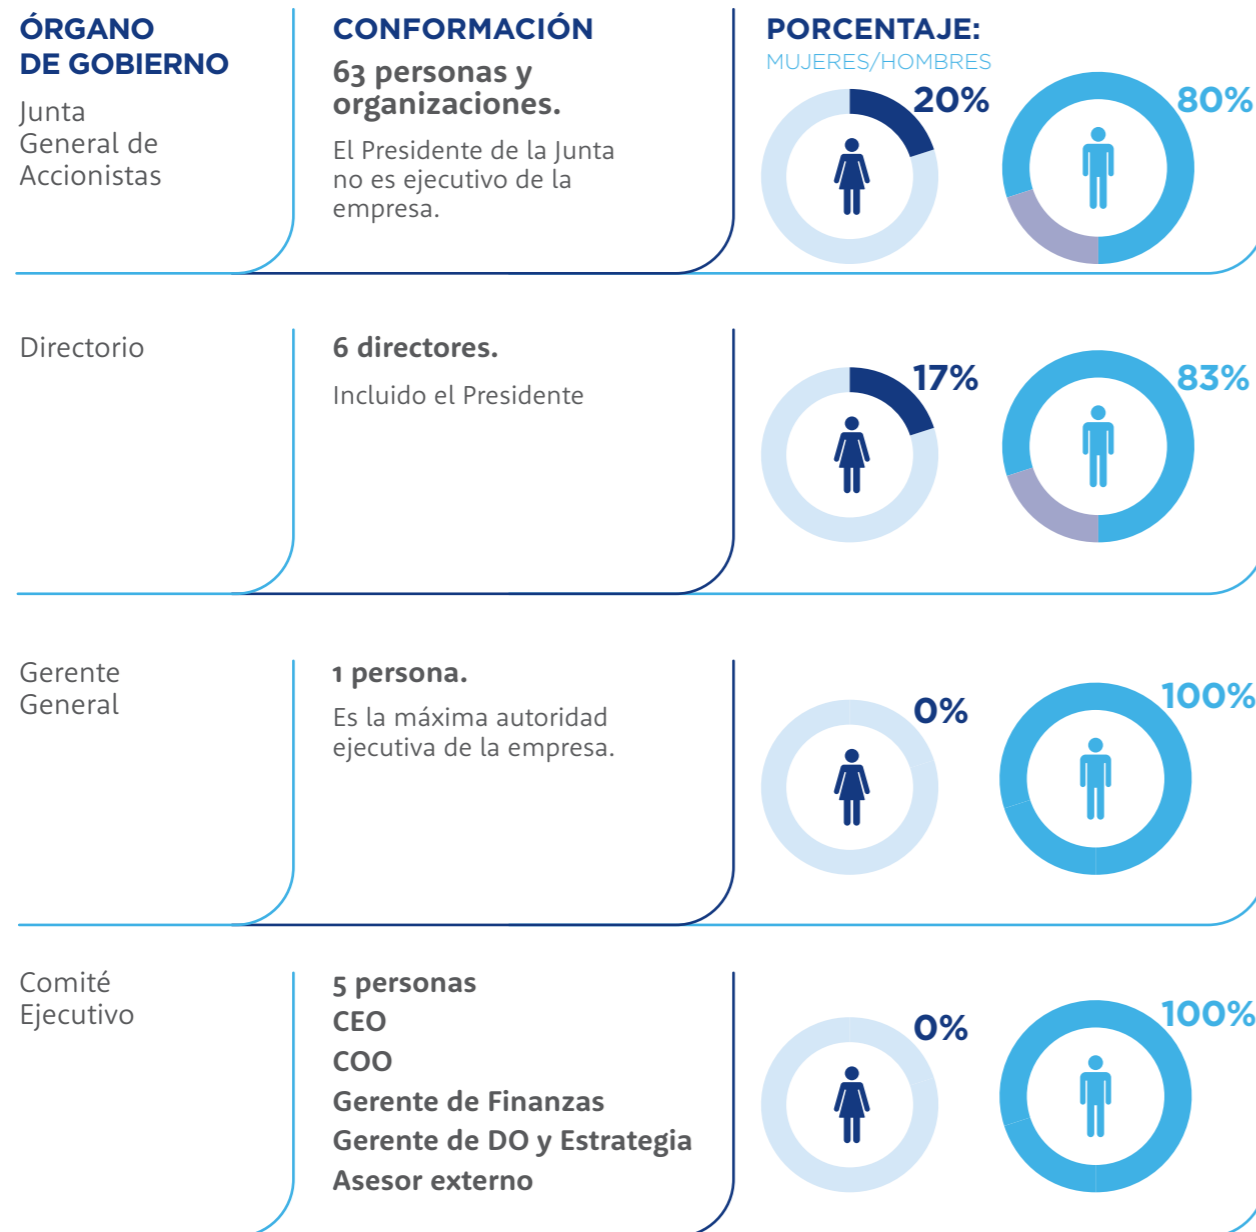 ÓRGANO
DE GOBIERNO
CONFORMACIÓN
PORCENTAJE:
MUJERES/HOMBRES
Junta
General de
Accionistas
63 personas y
organizaciones.
El Presidente de la Junta
no es ejecutivo de la
empresa.
20%
80%
Directorio
6 directores.
Incluido el Presidente
17%
83%
Gerente
General
1 persona.
Es la máxima autoridad
ejecutiva de la empresa.
0%
100%
Comité
Ejecutivo
5 personas
CEO
COO
Gerente de Finanzas
Gerente de DO y Estrategia
Asesor externo
0%
100%